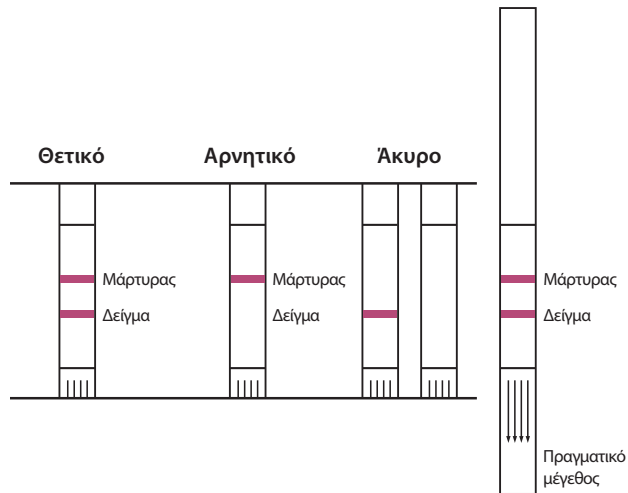 Θετικό
Αρνητικό
Άκυρο
Μάρτυρας
Μάρτυρας
Μάρτυρας
Δείγμα
Δείγμα
Δείγμα
Πραγματικό
μέγεθος